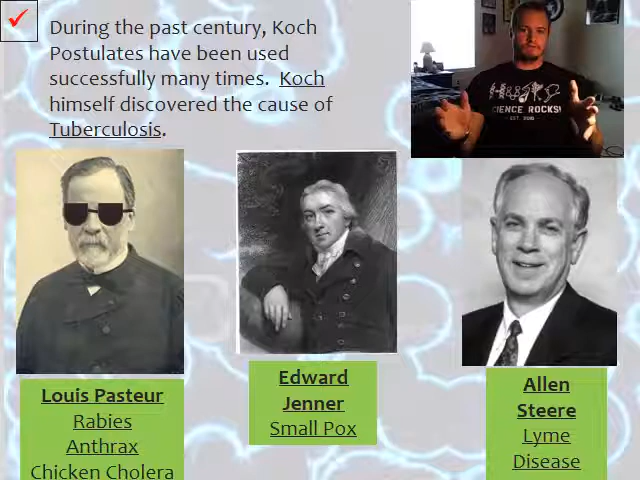 During the past century, Koch
Postulates have been used
successfully many times. Koch
himself discovered the cause of
Tuberculosis.
SCIENCE ROCKS!
Louis Pasteur
Rabies
Anthrax
Chicken Cholera
Edward
Jenner
Small Pox
Allen
Steere
Lyme
Disease